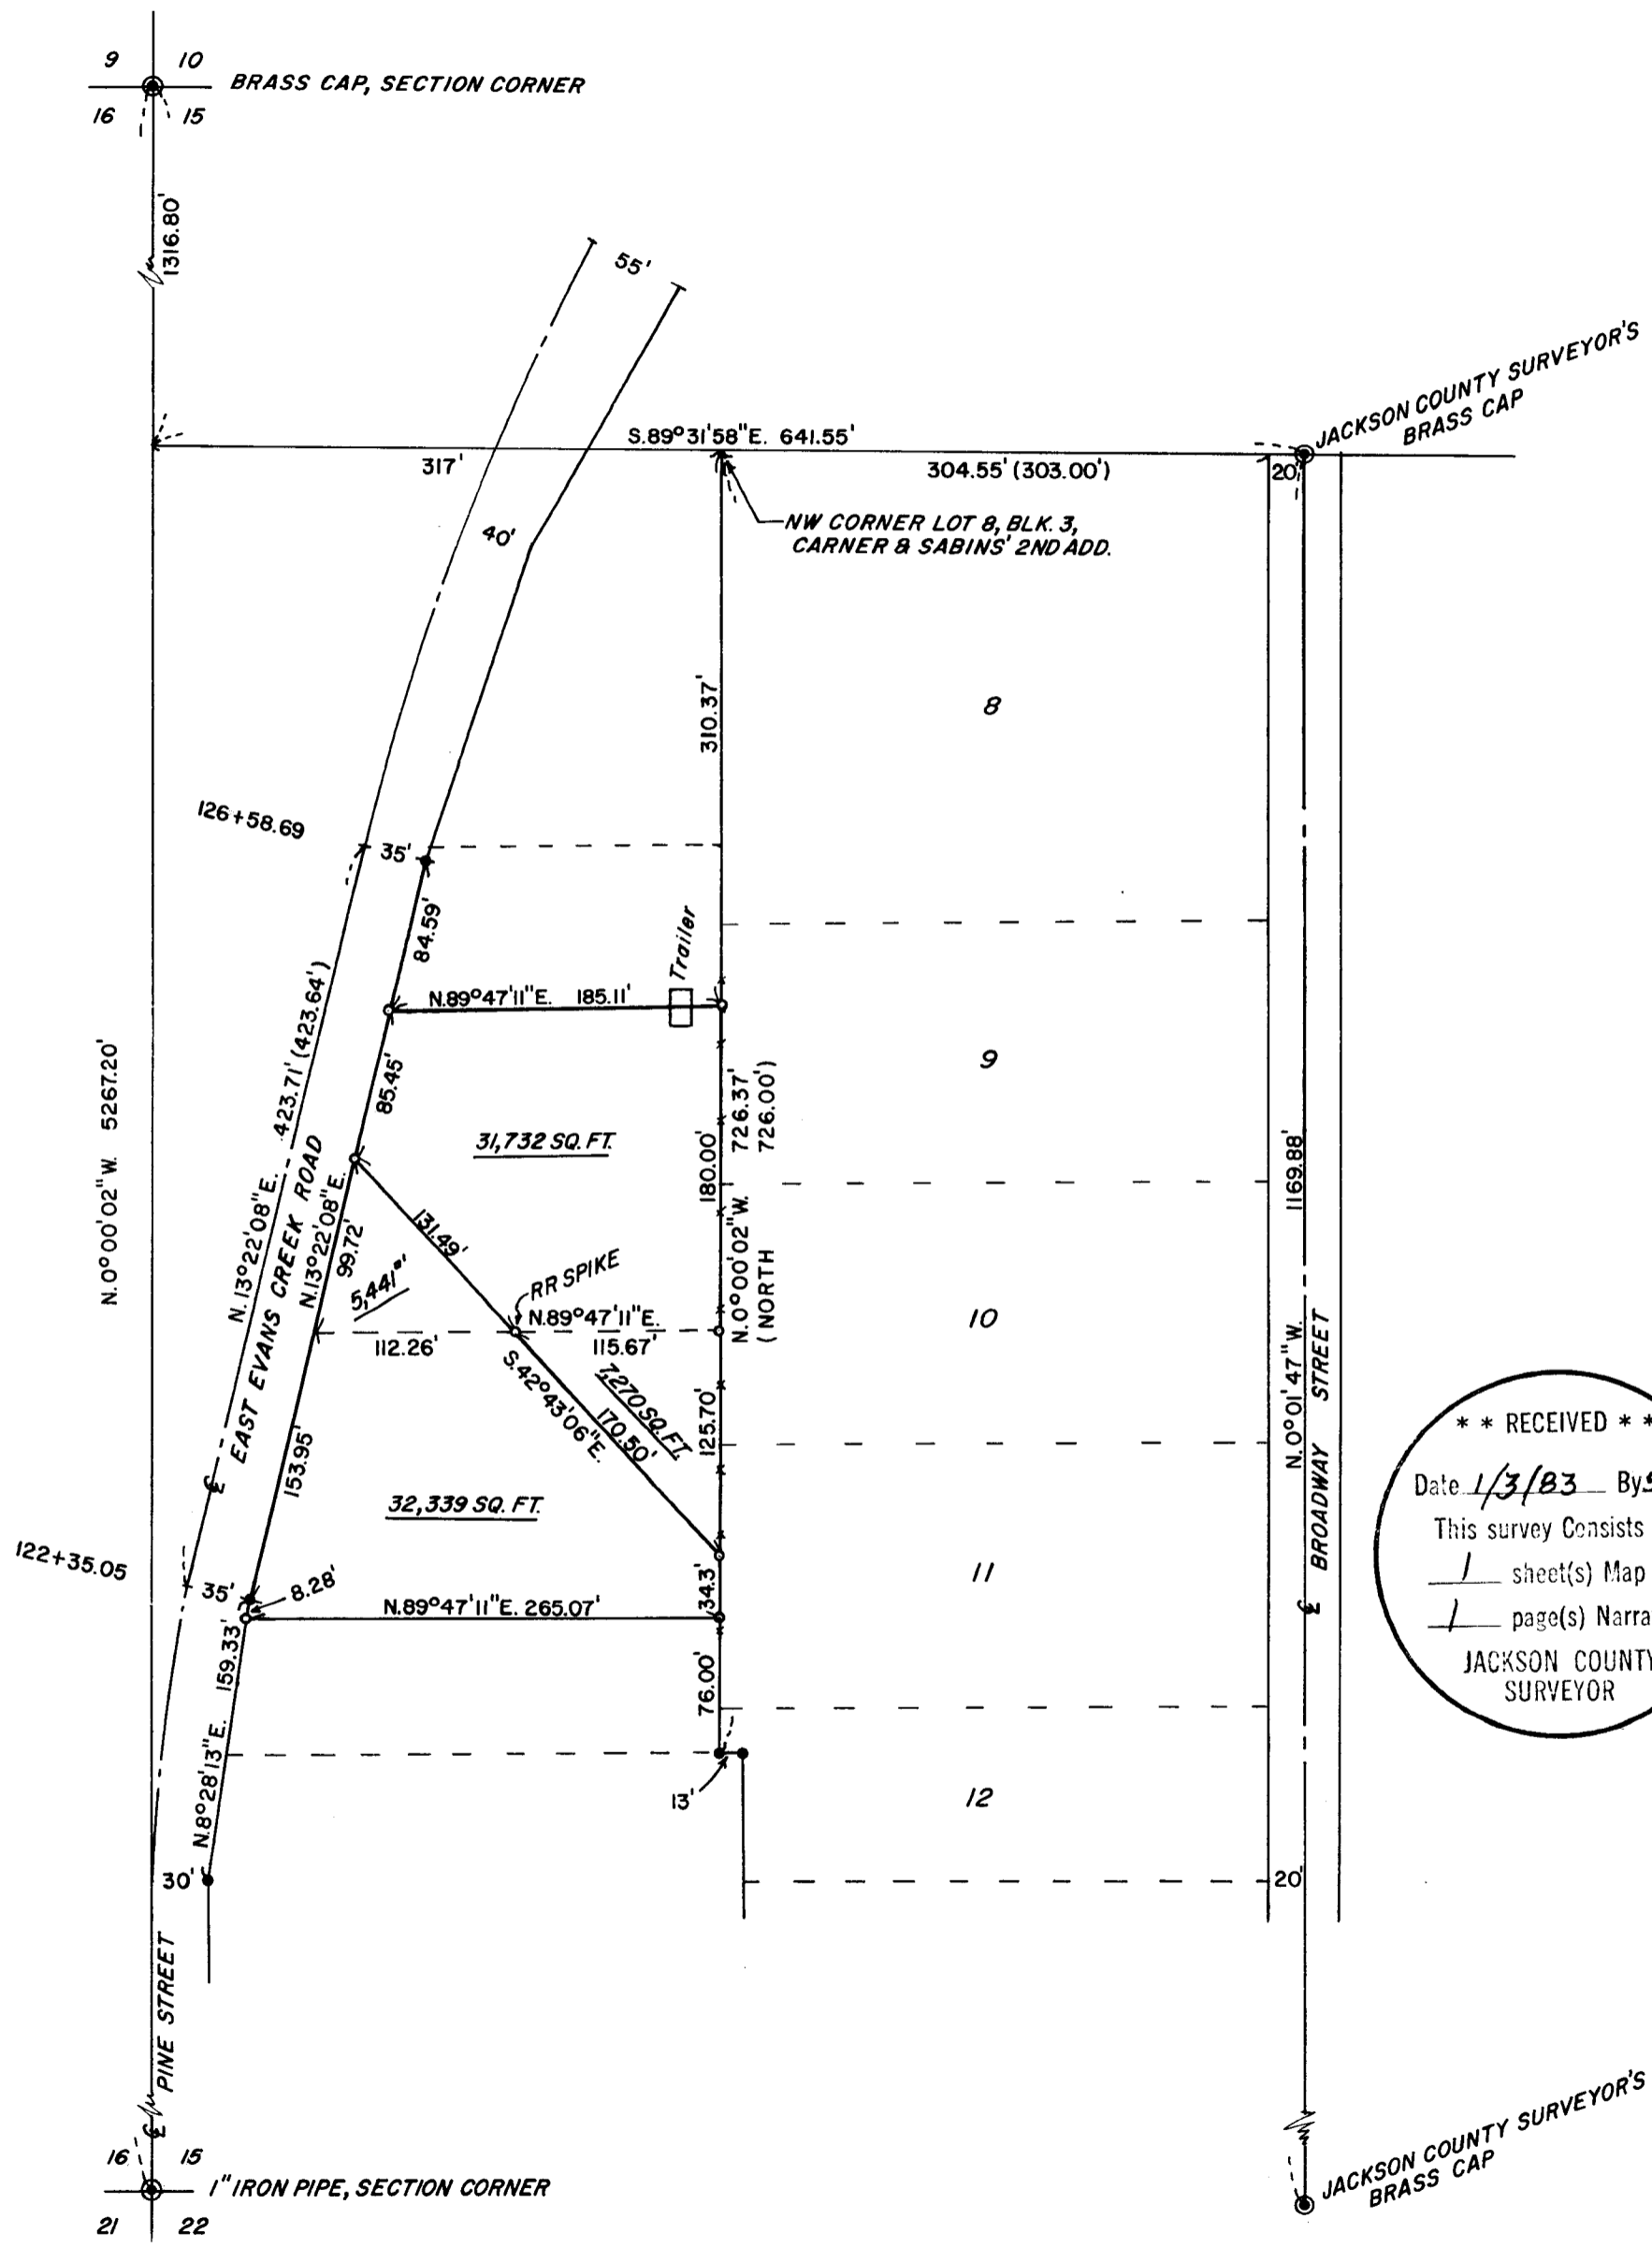 9 10
BRASS CAP, SECTION CORNER
16 15
1316.80'
55'
JACKSON COUNTY SURVEYOR'S
BRASS CAP
S.89°31'58"E. 641.55'
317'
304.55' (303.00')
20'
40'
NW CORNER LOT 8, BLK. 3,
CARNER & SABINS' 2ND ADD.
310.37'
8
126+58.69
35'
84.59'
Trailer
N.89°47'11"E. 185.11'
N.13°22'08"E. 423.71' (423.64')
N.0°00'02"W. 5267.20'
85.45'
9
31,732 SQ. FT.
180.00'
N.0°00'02"W. 726.37'
(NORTH 726.00')
1169.88'
EAST EVANS CREEK ROAD
N.13°22'08"E.
99.72'
131.49'
5,441□'
RR SPIKE
N.89°47'11"E.
112.26'
115.67'
10
S.42°43'06"E.
170.50'
7,270 SQ. FT.
125.70'
N.0°01'47"W.
BROADWAY STREET
153.95'
32,339 SQ. FT.
122+35.05
35'
8.28'
N.89°47'11"E. 265.07'
34.3'
11
N.8°28'13"E. 159.33'
76.00'
13'
12
30'
20'
* * RECEIVED * *
Date 1/3/83 By
This survey Consists
1 sheet(s) Map
1 page(s) Narra
JACKSON COUNTY
SURVEYOR
PINE STREET
16 15
1" IRON PIPE, SECTION CORNER
21 22
JACKSON COUNTY SURVEYOR'S
BRASS CAP